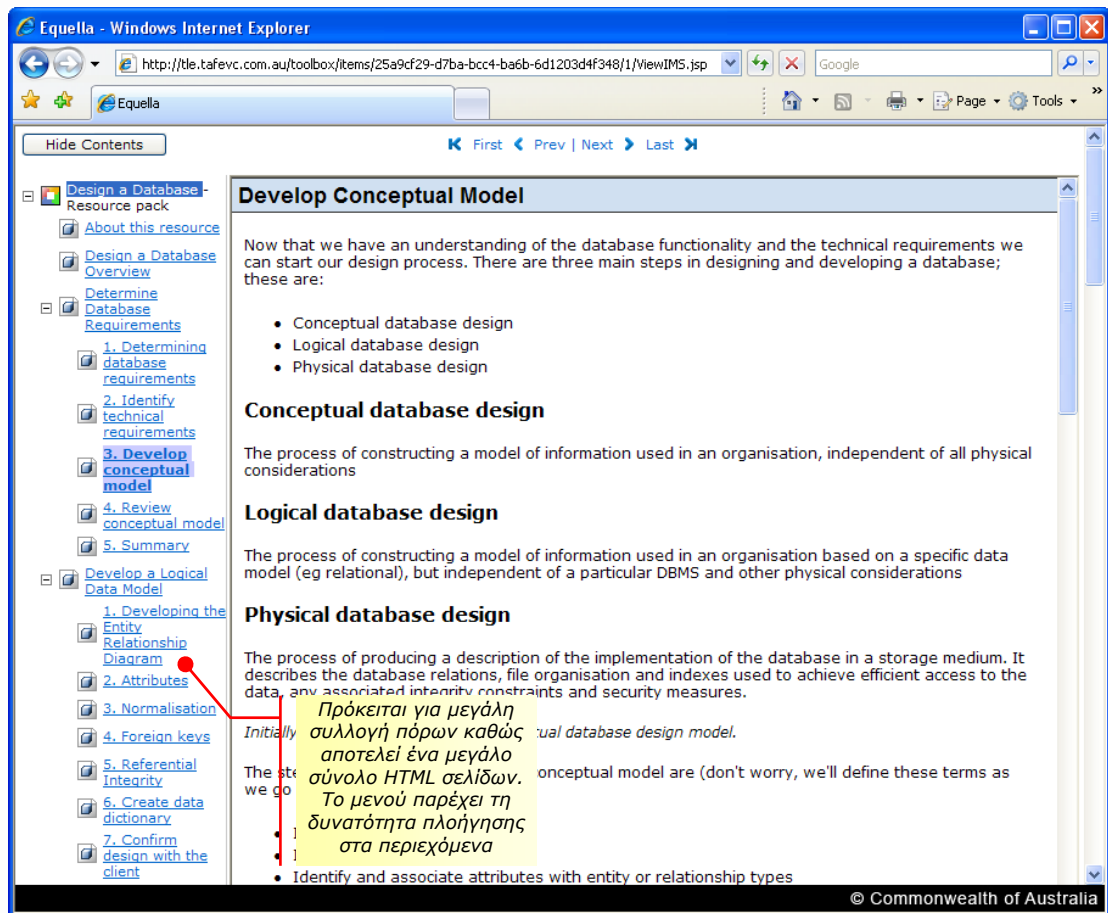 Equella - Windows Internet Explorer
http://tle.tafevc.com.au/toolbox/items/25a9cf29-d7ba-bcc4-ba6b-6d1203d4f348/1/ViewIMS.jsp
Google
Equella
Page
Tools
»
Hide Contents
First Prev | Next Last
Design a Database -
Resource pack
About this resource
Design a Database
Overview
Determine
Database
Requirements
1. Determining
database
requirements
2. Identify
technical
requirements
3. Develop
conceptual
model
4. Review
conceptual model
5. Summary
Develop a Logical
Data Model
1. Developing the
Entity
Relationship
Diagram
2. Attributes
3. Normalisation
4. Foreign keys
5. Referential
Integrity
6. Create data
dictionary
7. Confirm
design with the
client
Develop Conceptual Model
Now that we have an understanding of the database functionality and the technical requirements we
can start our design process. There are three main steps in designing and developing a database;
these are:
• Conceptual database design
• Logical database design
• Physical database design
Conceptual database design
The process of constructing a model of information used in an organisation, independent of all physical
considerations
Logical database design
The process of constructing a model of information used in an organisation based on a specific data
model (eg relational), but independent of a particular DBMS and other physical considerations
Physical database design
The process of producing a description of the implementation of the database in a storage medium. It
describes the database relations, file organisation and indexes used to achieve efficient access to the
data, any associated integrity constraints and security measures.
Initially database design model.
The onceptual model are (don't worry, we'll define these terms as
we go
• Identify and associate attributes with entity or relationship types
Πρόκειται για μεγάλη
συλλογή πόρων καθώς
αποτελεί ένα μεγάλο
σύνολο HTML σελίδων.
Το μενού παρέχει τη
δυνατότητα πλοήγησης
στα περιεχόμενα
© Commonwealth of Australia